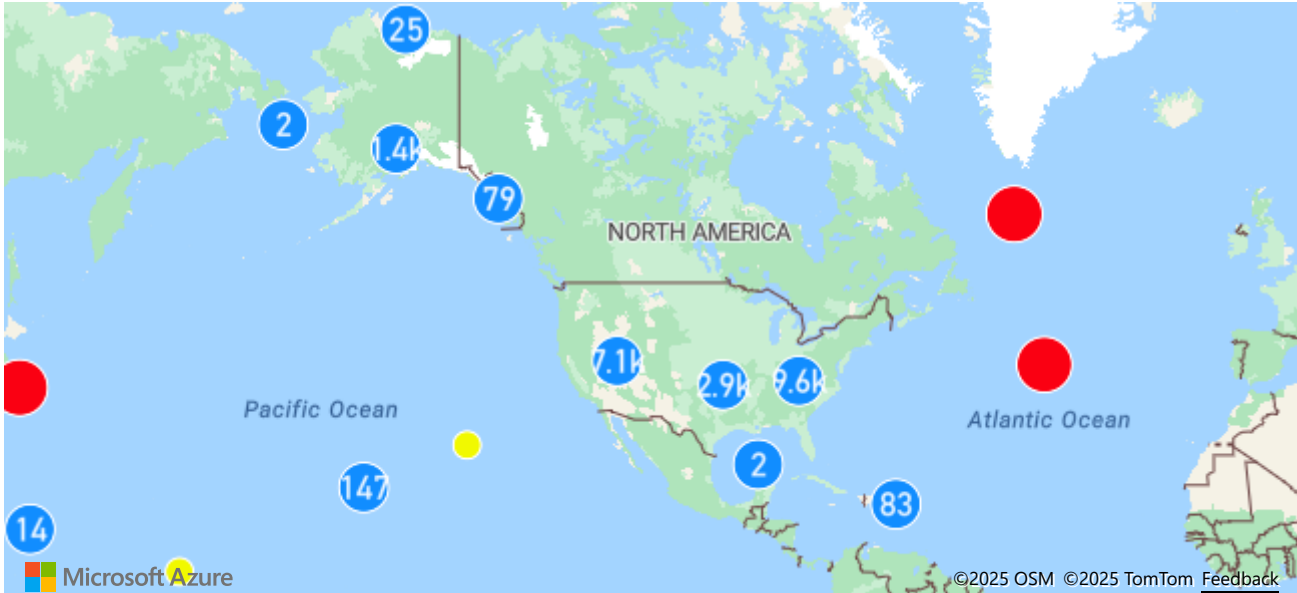 25
2
1.4k
79
NORTH AMERICA
7.1k
2.9k
9.6k
Pacific Ocean
Atlantic Ocean
2
147
83
14
Microsoft Azure
©2025 OSM ©2025 TomTom Feedback